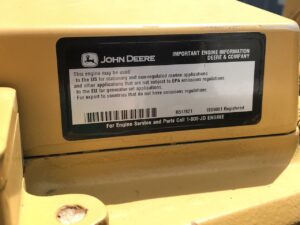 JOHN DEERE
IMPORTANT ENGINE INFORMATION
DEERE & COMPANY
This engine may be used:
In the US for stationary and non-regulated marine applications
and other applications that are not subject to EPA emissions regulations.
In the EU for generator set applications.
For export to countries that do not have emissions regulations.
ISO9001 Registered
For Engine Service and Parts Call 1-800-JD ENGINE